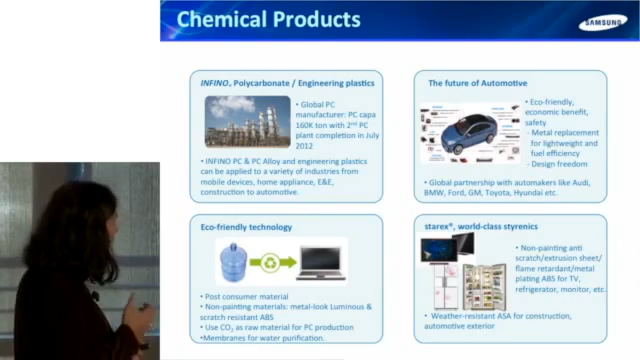 Chemical Products
SAMSUNG
INFINO, Polycarbonate / Engineering plastics
• Global PC
manufacturer: PC capa
160K ton with 2nd PC
plant completion in July
2012
• INFINO PC & PC Alloy and engineering plastics
can be applied to a variety of industries from
mobile devices, home appliance, E&E,
construction to automotive.
The future of Automotive
• Eco-friendly,
economic benefit,
safety
- Metal replacement
for lightweight and
fuel efficiency
- Design freedom
• Global partnership with automakers like Audi,
BMW, Ford, GM, Toyota, Hyundai etc.
Eco-friendly technology
• Post consumer material
• Non-painting materials: metal-look Luminous &
scratch resistant ABS
• Use CO2 as raw material for PC production
•Membranes for water purification.
starex®, world-class styrenics
• Non-painting anti
scratch/extrusion sheet/
flame retardant/metal
plating ABS for TV,
refrigerator, monitor, etc.
• Weather-resistant ASA for construction,
automotive exterior